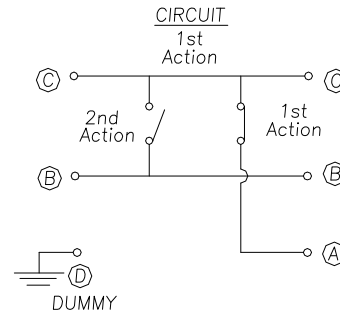 CIRCUIT
1st
Action
C
C
2nd
Action
1st
Action
B
B
A
D
DUMMY